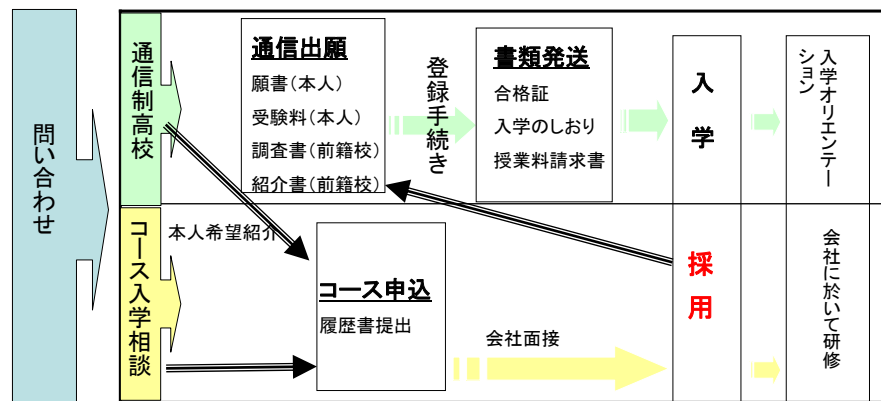 問い合わせ
通信制高校
通信出願
願書(本人)
受験料(本人)
調査書(前籍校)
紹介書(前籍校)
登録手続き
書類発送
合格証
入学のしおり
授業料請求書
入学
入学オリエンテー
ション
コース入学相談
本人希望紹介
コース申込
履歴書提出
会社面接
採用
会社に於いて研修